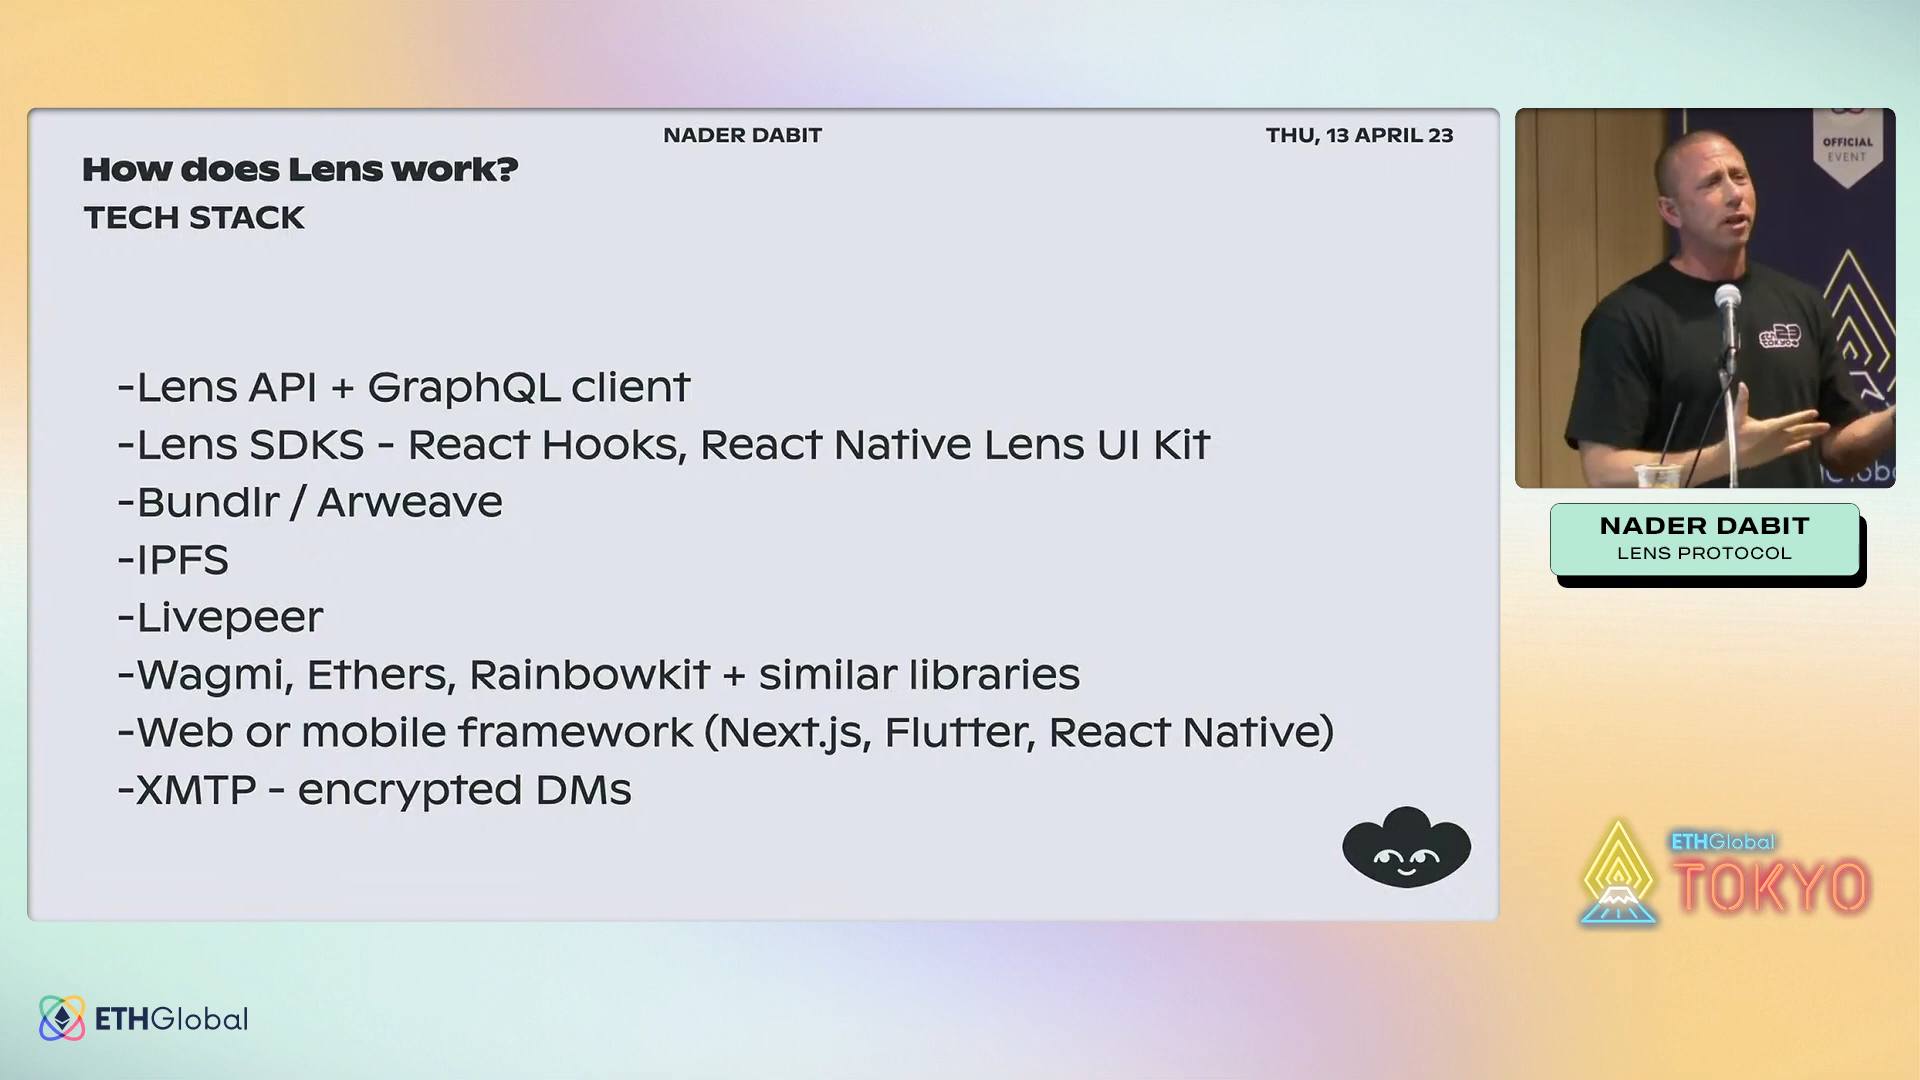 NADER DABIT
THU, 13 APRIL 23
How does Lens work?
TECH STACK
-Lens API + GraphQL client
-Lens SDKS - React Hooks, React Native Lens UI Kit
-Bundlr / Arweave
-IPFS
-Livepeer
-Wagmi, Ethers, Rainbowkit + similar libraries
-Web or mobile framework (Next.js, Flutter, React Native)
-XMTP - encrypted DMs
OFFICIAL
EVENT
NADER DABIT
LENS PROTOCOL
ETHGlobal
TOKYO
ETHGlobal